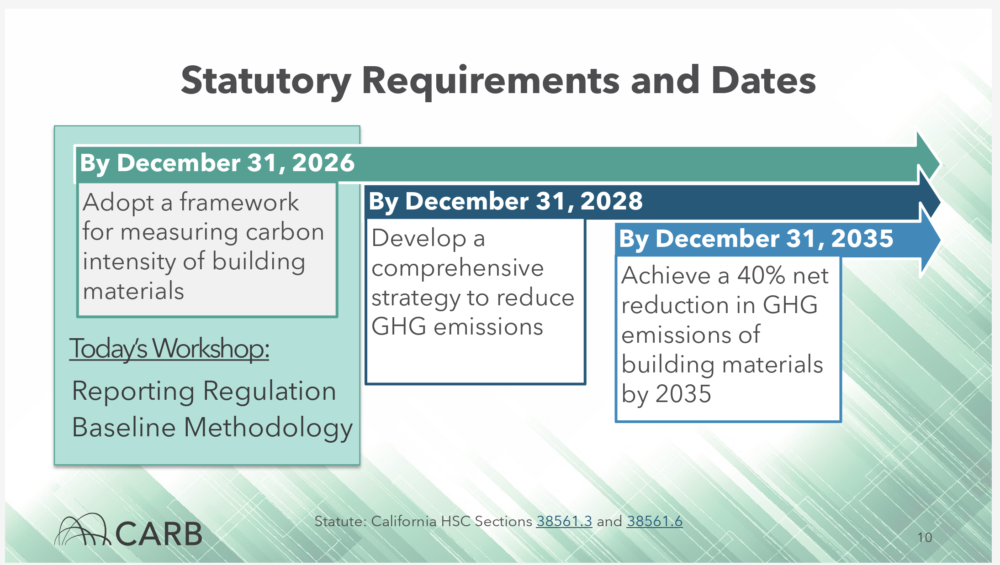 Statutory Requirements and Dates
By December 31, 2026
Adopt a framework
for measuring carbon
intensity of building
materials
Today's Workshop:
Reporting Regulation
Baseline Methodology
By December 31, 2028
Develop a
comprehensive
strategy to reduce
GHG emissions
By December 31, 2035
Achieve a 40% net
reduction in GHG
emissions of
building materials
by 2035
CARB
Statute: California HSC Sections 38561.3 and 38561.6
10